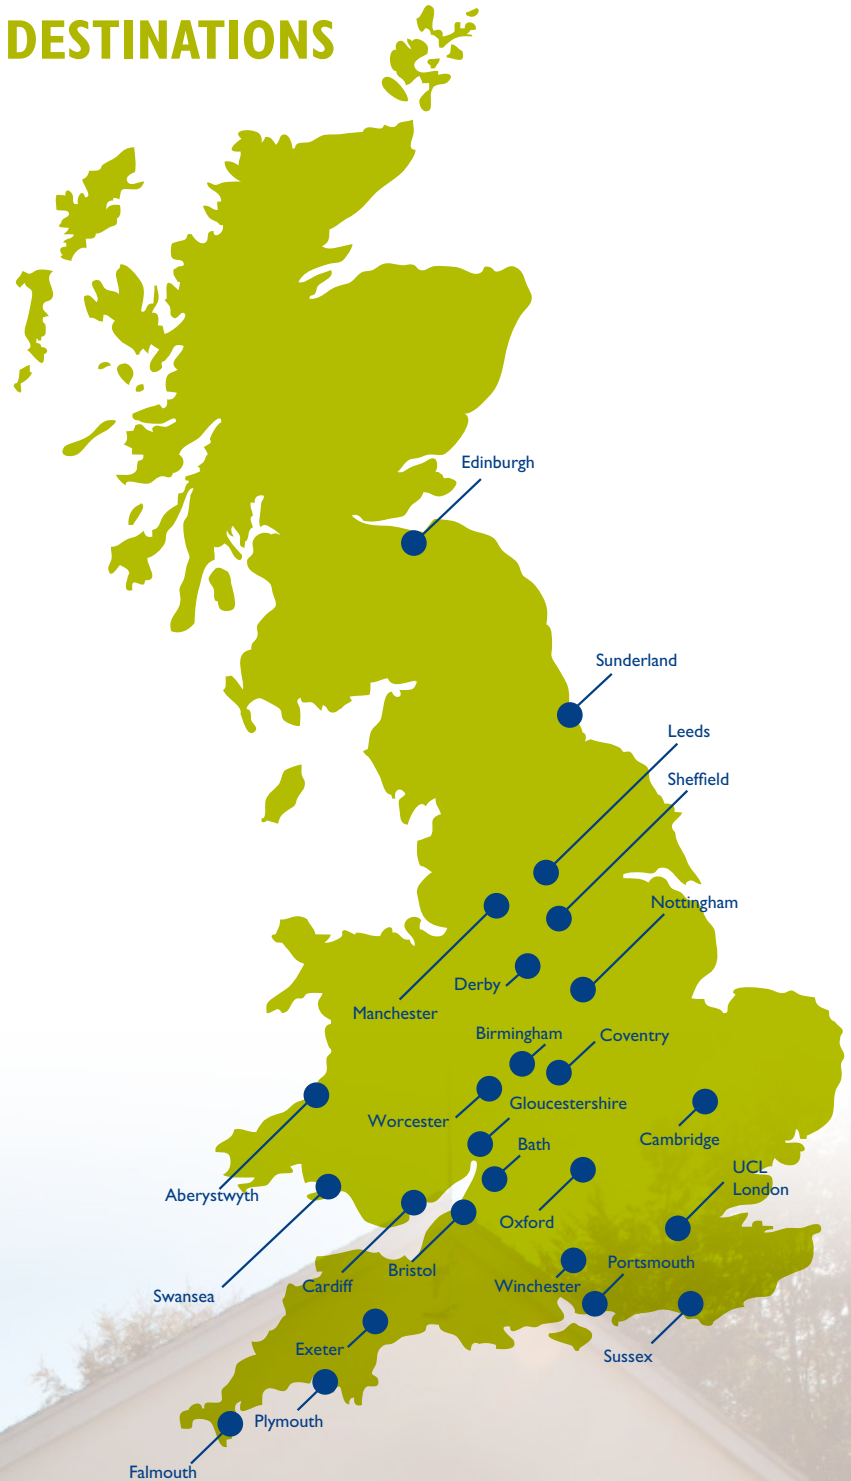 DESTINATIONS
Edinburgh
Sunderland
Leeds
Sheffield
Nottingham
Derby
Manchester
Birmingham
Coventry
Gloucestershire
Worcester
Cambridge
Bath
UCL
London
Aberystwyth
Oxford
Portsmouth
Bristol
Cardiff
Winchester
Swansea
Exeter
Sussex
Plymouth
Falmouth